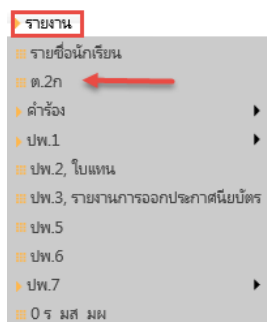 รายงาน
รายชื่อนักเรียน
ต.2ก
คำร้อง
ปพ.1
ปพ.2, ใบแทน
ปพ.3, รายงานการออกประกาศนียบัตร
ปพ.5
ปพ.6
ปพ.7
0 ร มส มผ